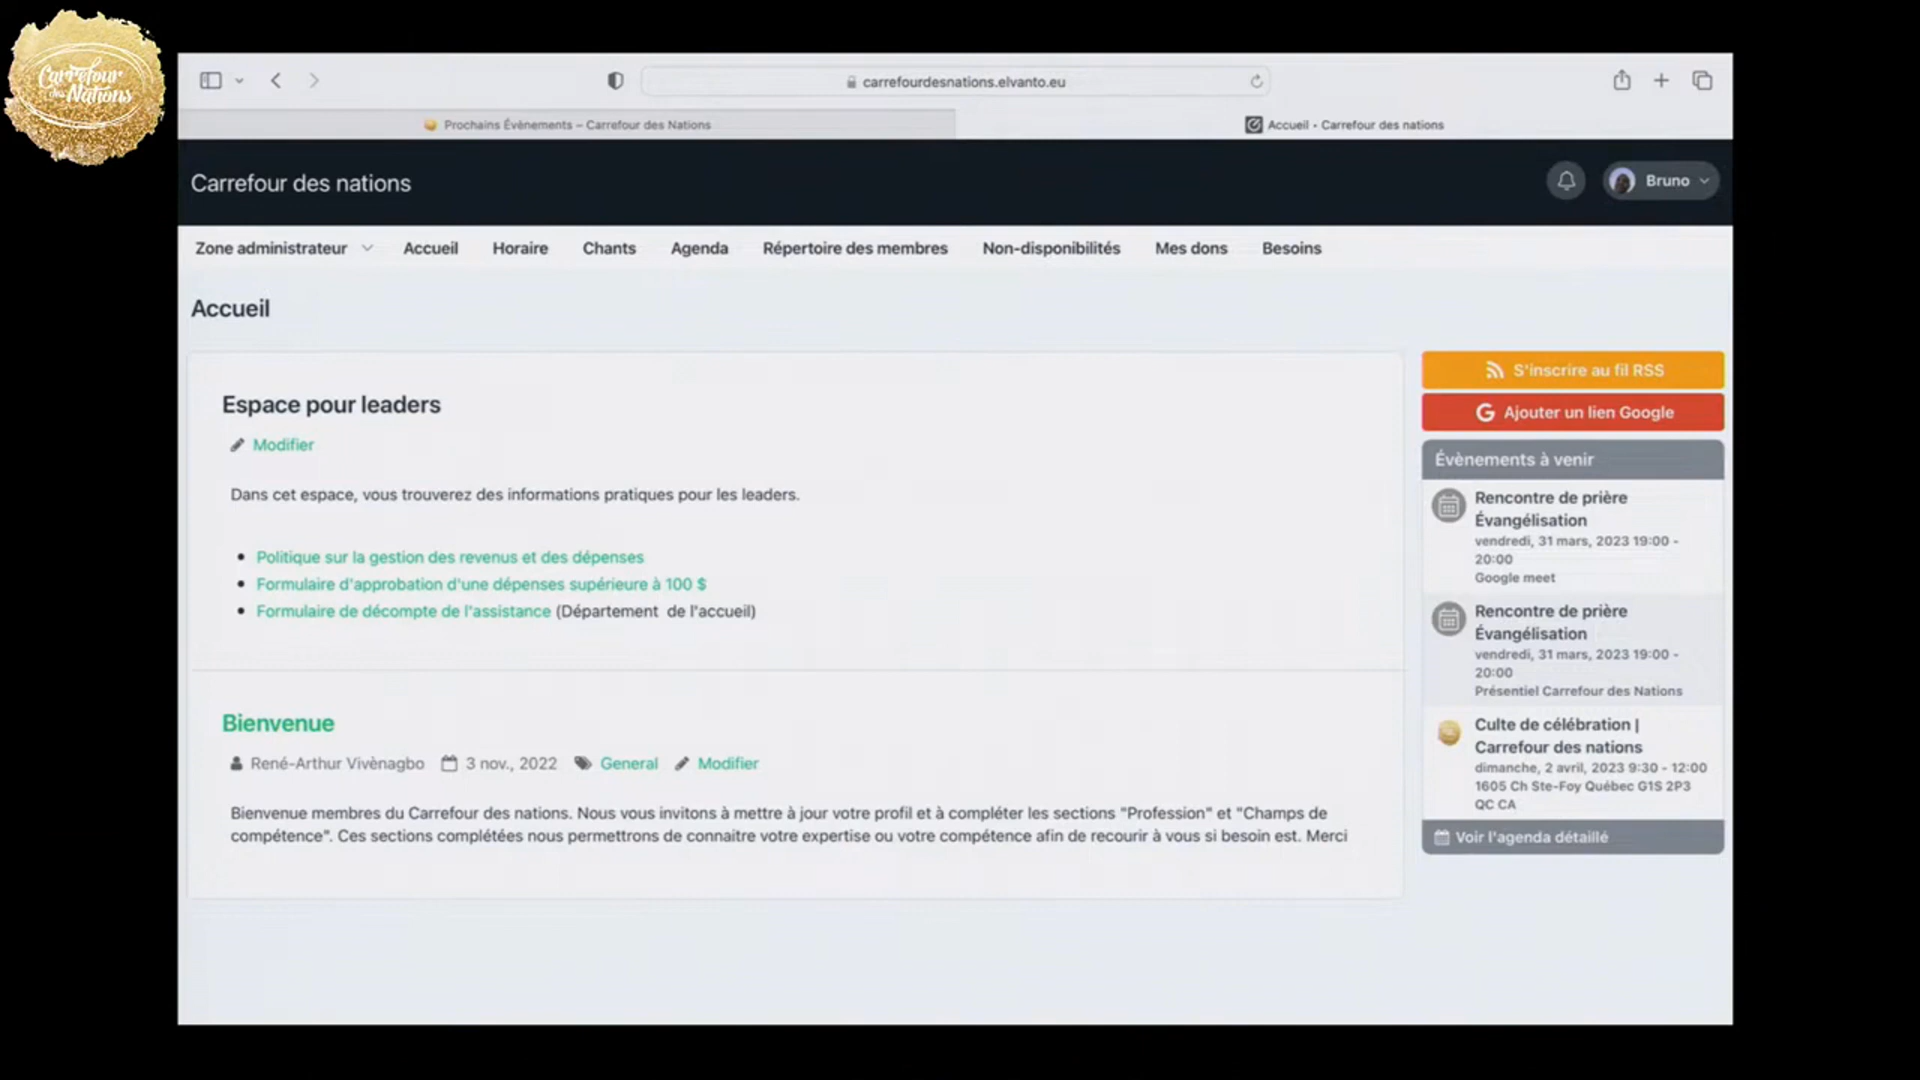 Carrefour
des Nations
carrefourdesnations.elvanto.eu
Prochains Évènements – Carrefour des Nations
Accueil • Carrefour des nations
Carrefour des nations
Bruno
Zone administrateur Accueil Horaire Chants Agenda Répertoire des membres Non-disponibilités Mes dons Besoins
Accueil
Espace pour leaders
Modifier
Dans cet espace, vous trouverez des informations pratiques pour les leaders.
• Politique sur la gestion des revenus et des dépenses
• Formulaire d'approbation d'une dépenses supérieure à 100 $
• Formulaire de décompte de l'assistance (Département de l'accueil)
Bienvenue
René-Arthur Vivènagbo 3 nov., 2022 General Modifier
Bienvenue membres du Carrefour des nations. Nous vous invitons à mettre à jour votre profil et à compléter les sections "Profession" et "Champs de
compétence". Ces sections complétées nous permettrons de connaitre votre expertise ou votre compétence afin de recourir à vous si besoin est. Merci
S'inscrire au fil RSS
Ajouter un lien Google
Évènements à venir
Rencontre de prière
Évangélisation
vendredi, 31 mars, 2023 19:00 -
20:00
Google meet
Rencontre de prière
Évangélisation
vendredi, 31 mars, 2023 19:00 -
20:00
Présentiel Carrefour des Nations
Culte de célébration |
Carrefour des nations
dimanche, 2 avril, 2023 9:30 - 12:00
1605 Ch Ste-Foy Québec G1S 2P3
QC CA
Voir l'agenda détaillé